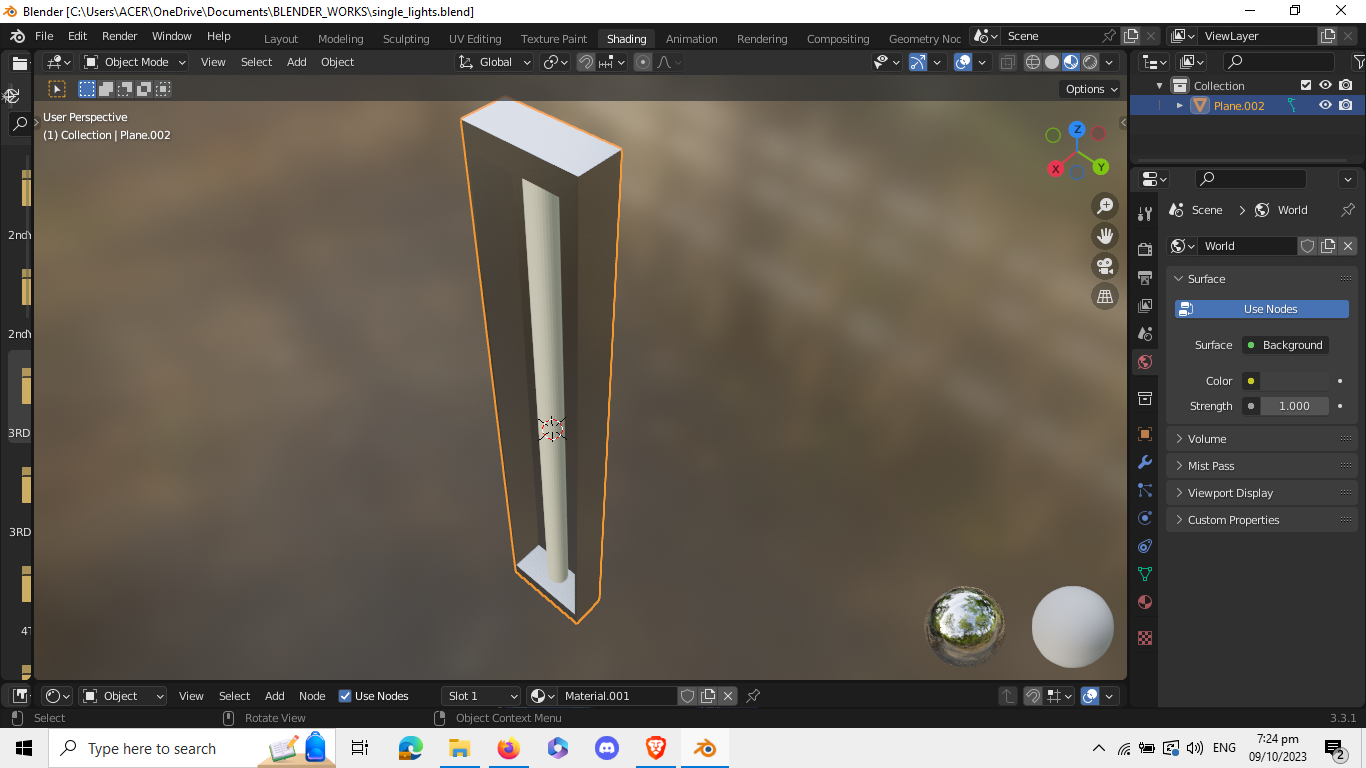 Blender [C:\Users\ACER\OneDrive\Documents\BLENDER_WORKS\single_lights.blend]
File Edit Render Window Help Layout Modeling Sculpting UV Editing Texture Paint Shading Animation Rendering Compositing Geometry Noc Scene ViewLayer
Object Mode View Select Add Object Global
Options
User Perspective
(1) Collection | Plane.002
Z
X
Y
Collection
Plane.002
Scene > World
World
Surface
Use Nodes
Surface Background
Color
Strength 1.000
Volume
Mist Pass
Viewport Display
Custom Properties
2nd
2nd
3RD
3RD
4T
Object View Select Add Node Use Nodes Slot 1 Material.001
Select Rotate View Object Context Menu 3.3.1
Type here to search
ENG
7:24 pm
09/10/2023
2